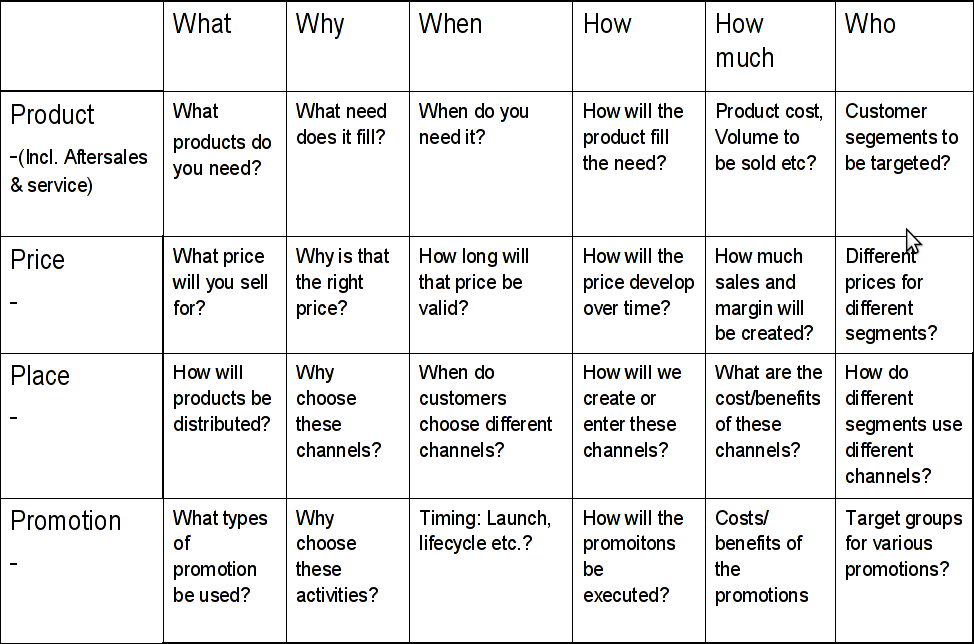 What
Why
When
How
How
much
Who
Product
-(Incl. Aftersales
& service)
What
products do
you need?
What need
does it fill?
When do you
need it?
How will the
product fill
the need?
Product cost,
Volume to
be sold etc?
Customer
segements to
be targeted?
Price
-
What price
will you sell
for?
Why is that
the right
price?
How long will
that price be
valid?
How will the
price develop
over time?
How much
sales and
margin will
be created?
Different
prices for
different
segments?
Place
-
How will
products be
distributed?
Why
choose
these
channels?
When do
customers
choose different
channels?
How will we
create or
enter these
channels?
What are the
cost/benefits
of these
channels?
How do
different
segments use
different
channels?
Promotion
-
What types
of
promotion
be used?
Why
choose
these
activities?
Timing: Launch,
lifecycle etc.?
How will the
promoitons
be
executed?
Costs/
benefits of
the
promotions
Target groups
for various
promotions?